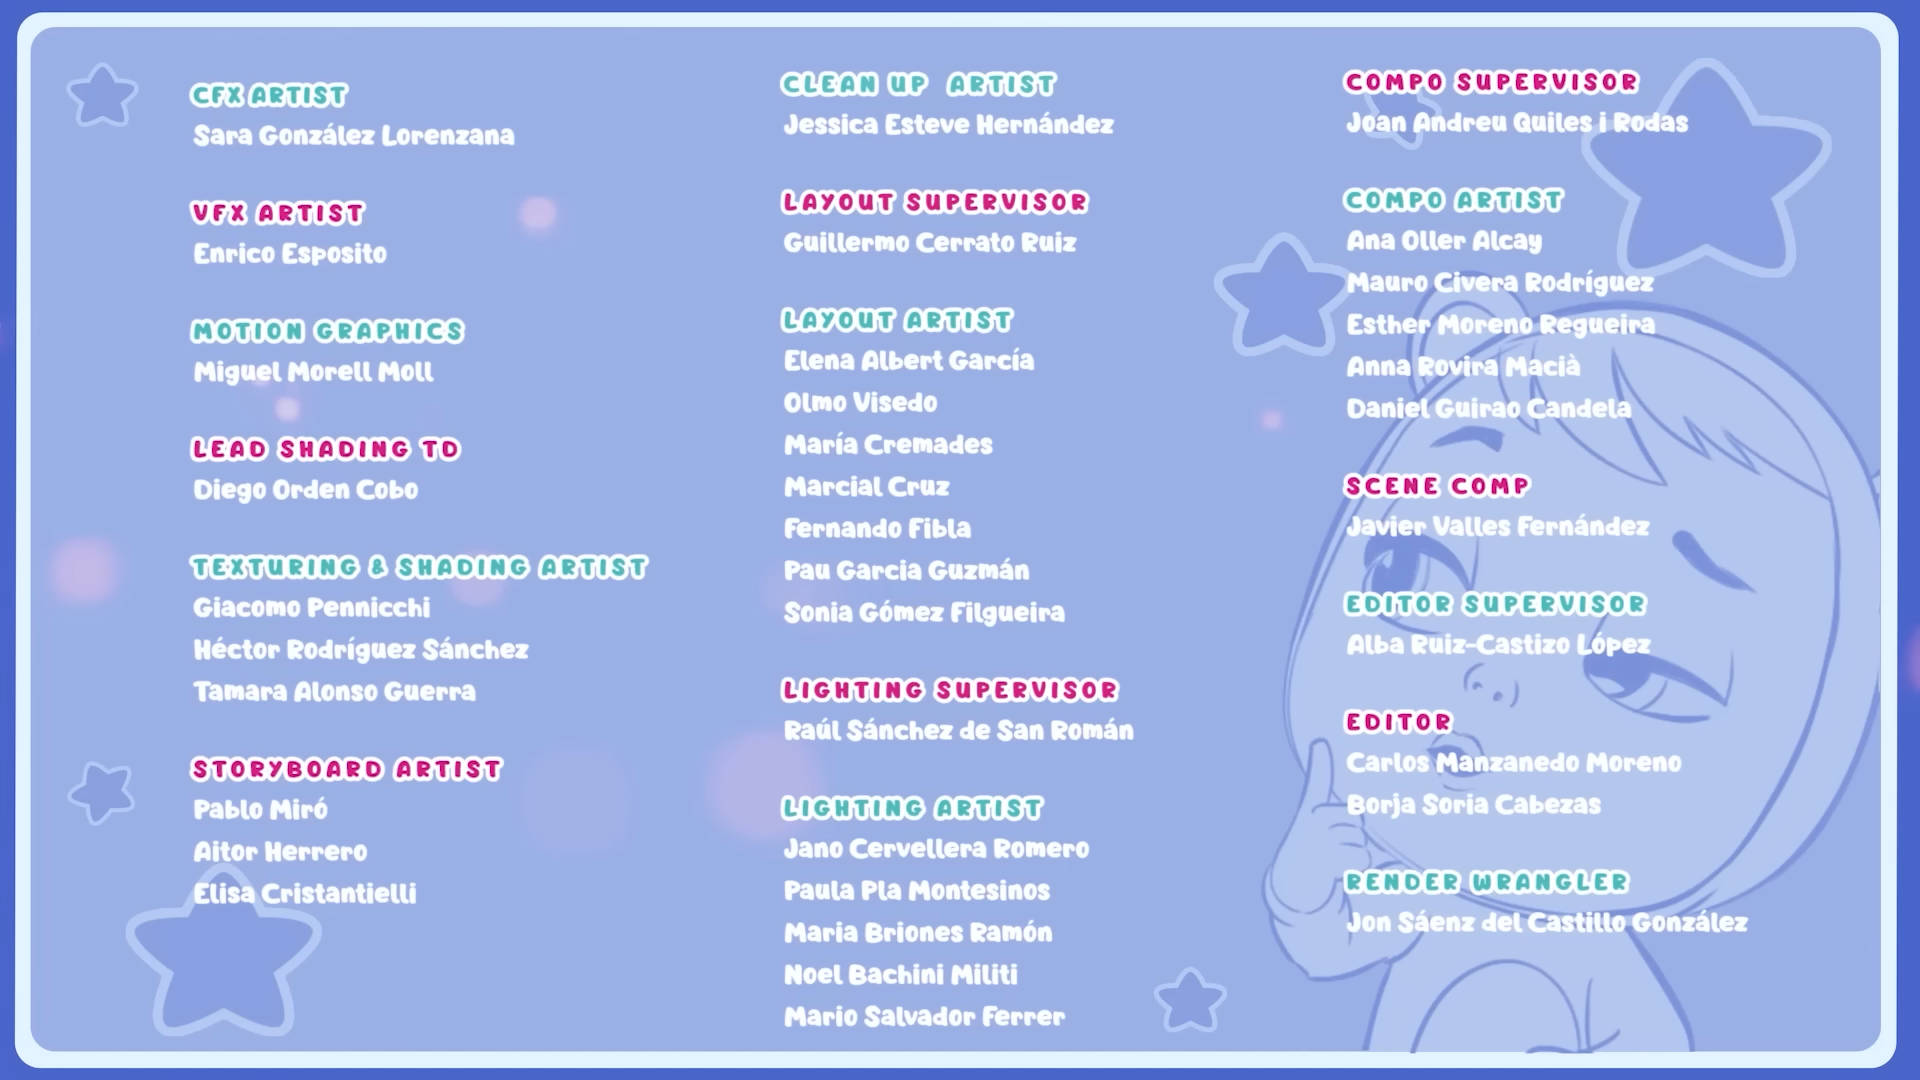 CFX ARTIST
Sara González Lorenzana
VFX ARTIST
Enrico Esposito
MOTION GRAPHICS
Miguel Morell Moll
LEAD SHADING TD
Diego Orden Cobo
TEXTURING & SHADING ARTIST
Giacomo Pennicchi
Héctor Rodríguez Sánchez
Tamara Alonso Guerra
STORYBOARD ARTIST
Pablo Miró
Aitor Herrero
Elisa Cristantielli
CLEAN UP ARTIST
Jessica Esteve Hernández
LAYOUT SUPERVISOR
Guillermo Cerrato Ruiz
LAYOUT ARTIST
Elena Albert García
Olmo Visedo
María Cremades
Marcial Cruz
Fernando Fibla
Pau Garcia Guzmán
Sonia Gómez Filgueira
LIGHTING SUPERVISOR
Raúl Sánchez de San Román
LIGHTING ARTIST
Jano Cervellera Romero
Paula Pla Montesinos
Maria Briones Ramón
Noel Bachini Militi
Mario Salvador Ferrer
COMPO SUPERVISOR
Joan Andreu Quiles i Rodas
COMPO ARTIST
Ana Oller Alcay
Mauro Civera Rodríguez
Esther Moreno Regueira
Anna Rovira Macià
Daniel Guirao Candela
SCENE COMP
Javier Valles Fernández
EDITOR SUPERVISOR
Alba Ruiz-Castizo López
EDITOR
Carlos Manzanedo Moreno
Borja Soria Cabezas
RENDER WRANGLER
Jon Sáenz del Castillo González